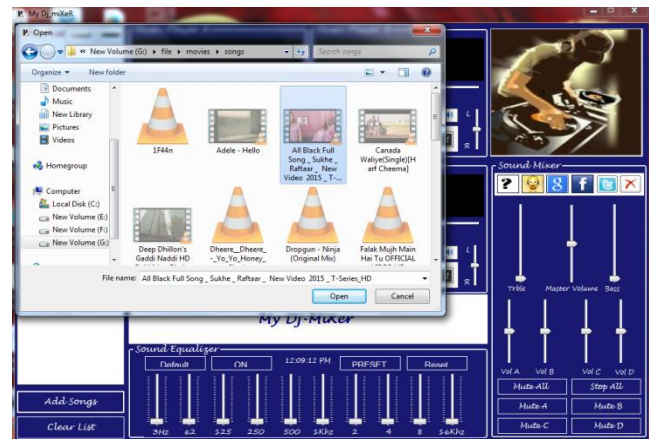 My Dj_miXeR
Open
« New Volume (G:) ▸ file ▸ movies ▸ songs
Search songs
Organize
New folder
Documents
Music
New Library
Pictures
Videos
Homegroup
Computer
Local Disk (C:)
New Volume (E:)
New Volume (F:)
New Volume (G:)
1F44n
Adele - Hello
All Black Full
Song _ Sukhe _
Raftaar _ New
Video 2015 _ T-...
Canada
Waliye(Single)[H
arf Cheema]
Deep Dhillon's
Gaddi Naddi HD
Dheere_Dheere_
-_Yo_Yo_Honey_
Dropgun - Ninja
(Original Mix)
Falak Mujh Main
Hai Tu OFFICIAL
File name: All Black Full Song _ Sukhe _ Raftaar _ New Video 2015 _ T-Series_HD
Open
Cancel
L
R
L
R
Sound Mixer
? 8 f
Trble Master Volume Bass
Vol A Vol B Vol C Vol D
Mute-All Stop All
Mute-A Mute-B
Mute-C Mute-D
My Dj-MiXer
Sound Equalizer
Default ON 12:09:12 PM PRESET Reset
3Hz 62 125 250 500 1Khz 2 4 8 16Khz
Add Songs
Clear List